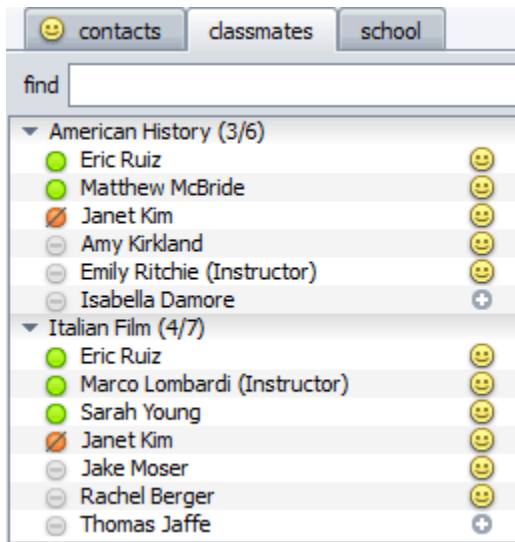 contacts classmates school
find
American History (3/6)
Eric Ruiz
Matthew McBride
Janet Kim
Amy Kirkland
Emily Ritchie (Instructor)
Isabella Damore
Italian Film (4/7)
Eric Ruiz
Marco Lombardi (Instructor)
Sarah Young
Janet Kim
Jake Moser
Rachel Berger
Thomas Jaffe